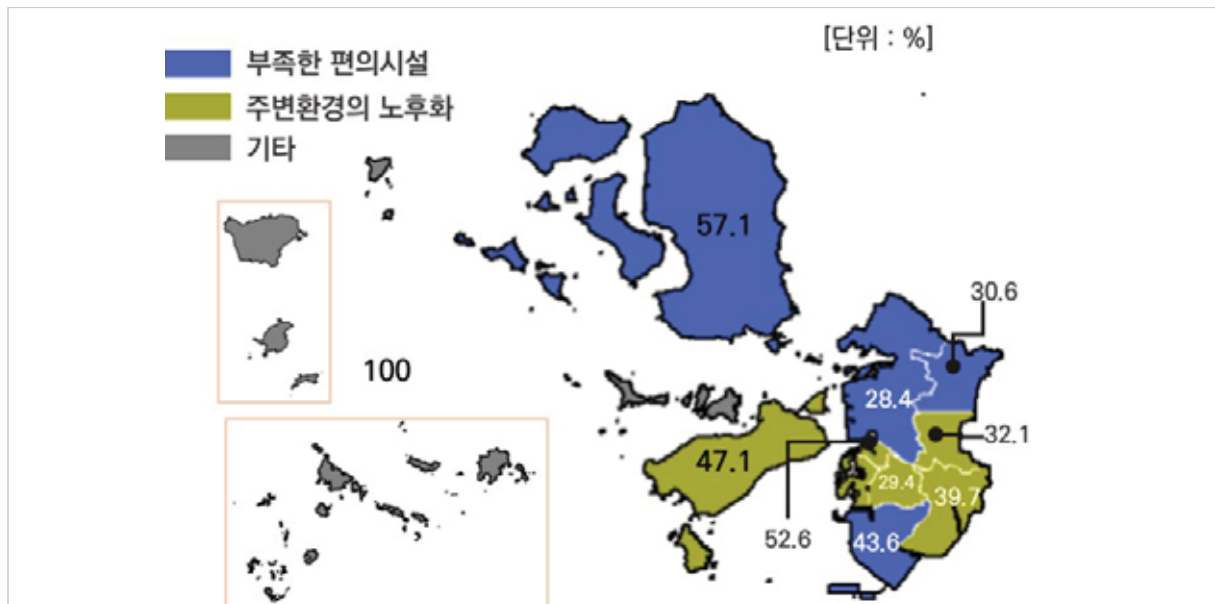 [단위 : %]
부족한 편의시설
주변환경의 노후화
기타
57.1
30.6
100
28.4
32.1
47.1
29.4
39.7
52.6
43.6